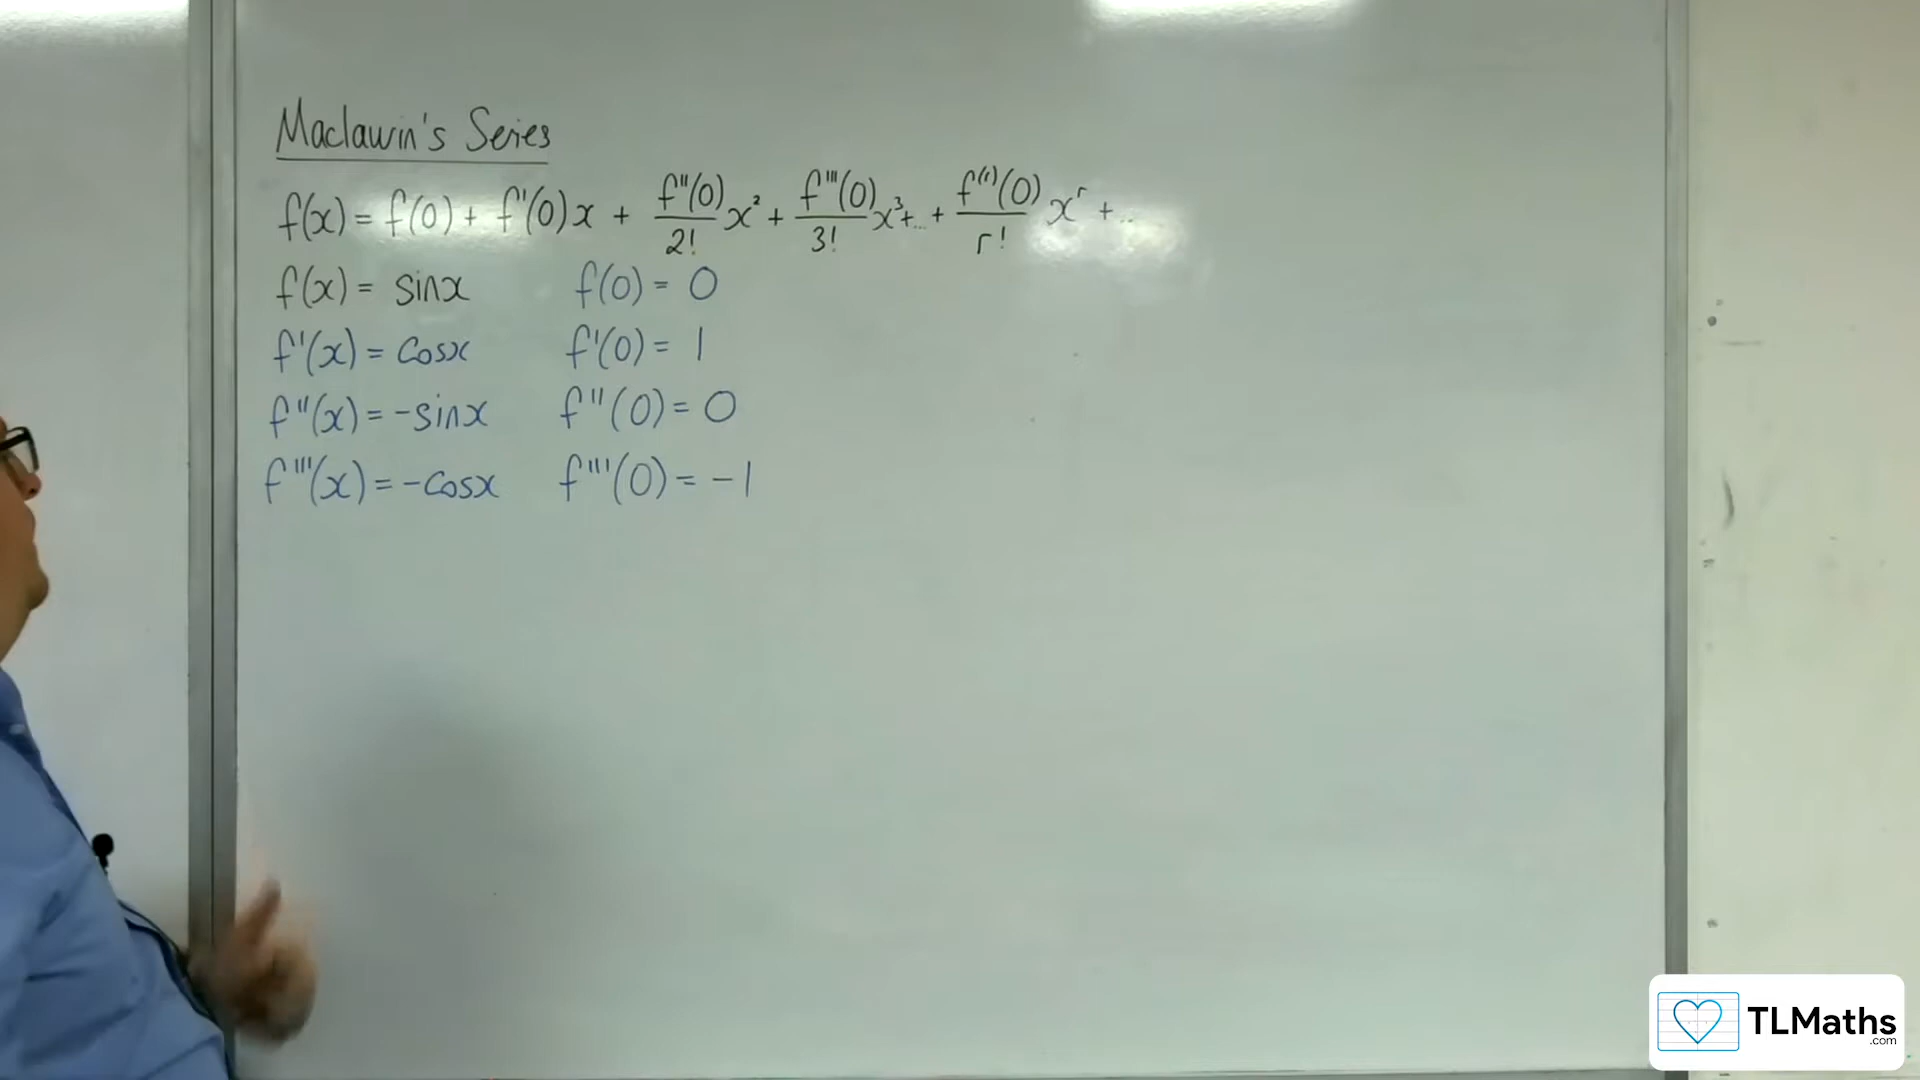 Maclaurin's Series
f(x) = f(0) + f'(0)x + f''(0)/2! x² + f'''(0)/3! x³+... + f⁽ʳ⁾(0)/r! xʳ + ...
f(x) = sinx f(0) = 0
f'(x) = cosx f'(0) = 1
f''(x) = -sinx f''(0) = 0
f'''(x) = -cosx f'''(0) = -1
TLMaths
.com